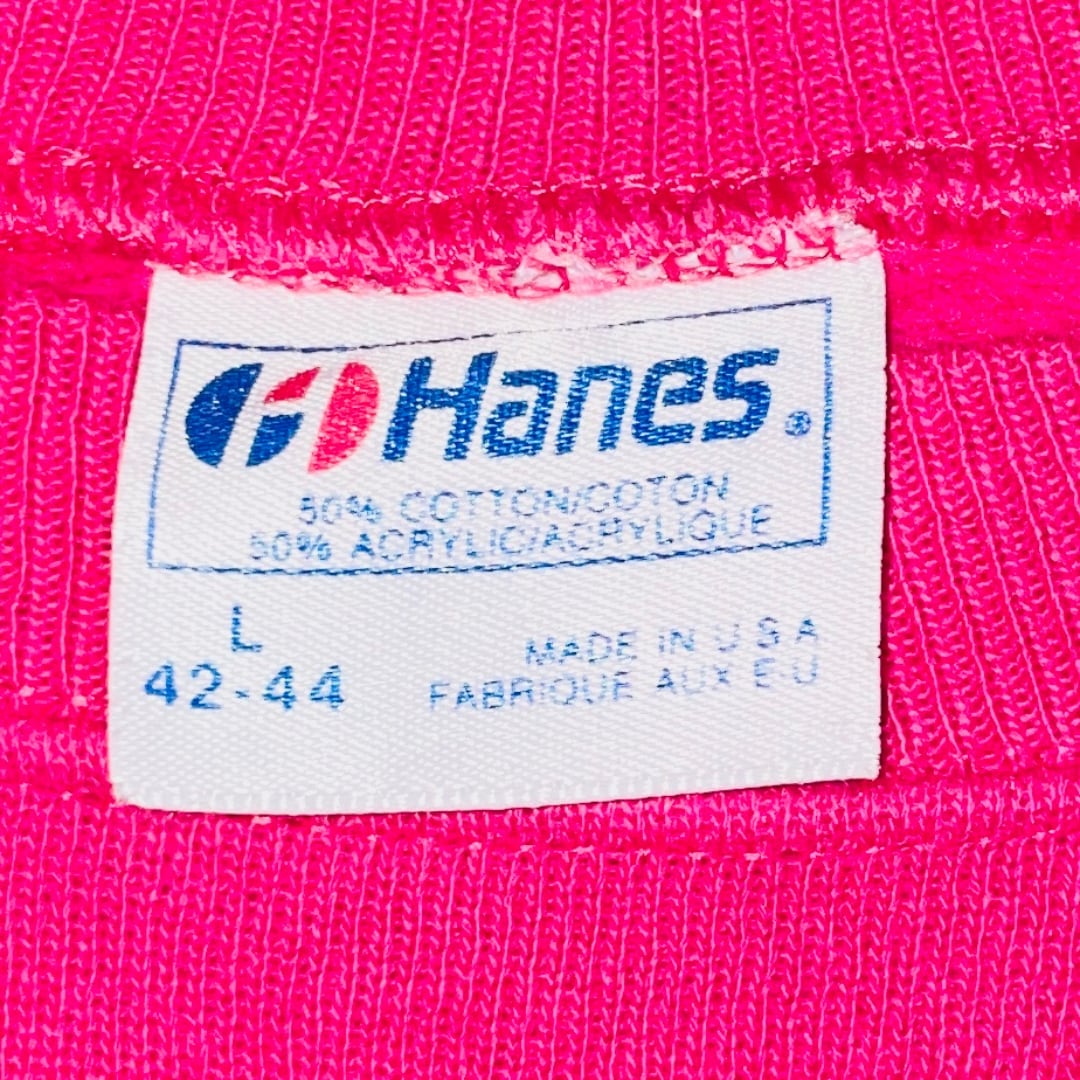 Hanes®
50% COTTON/COTON
50% ACRYLIC/ACRYLIQUE
L
42-44
MADE IN U S A
FABRIQUE AUX E-U